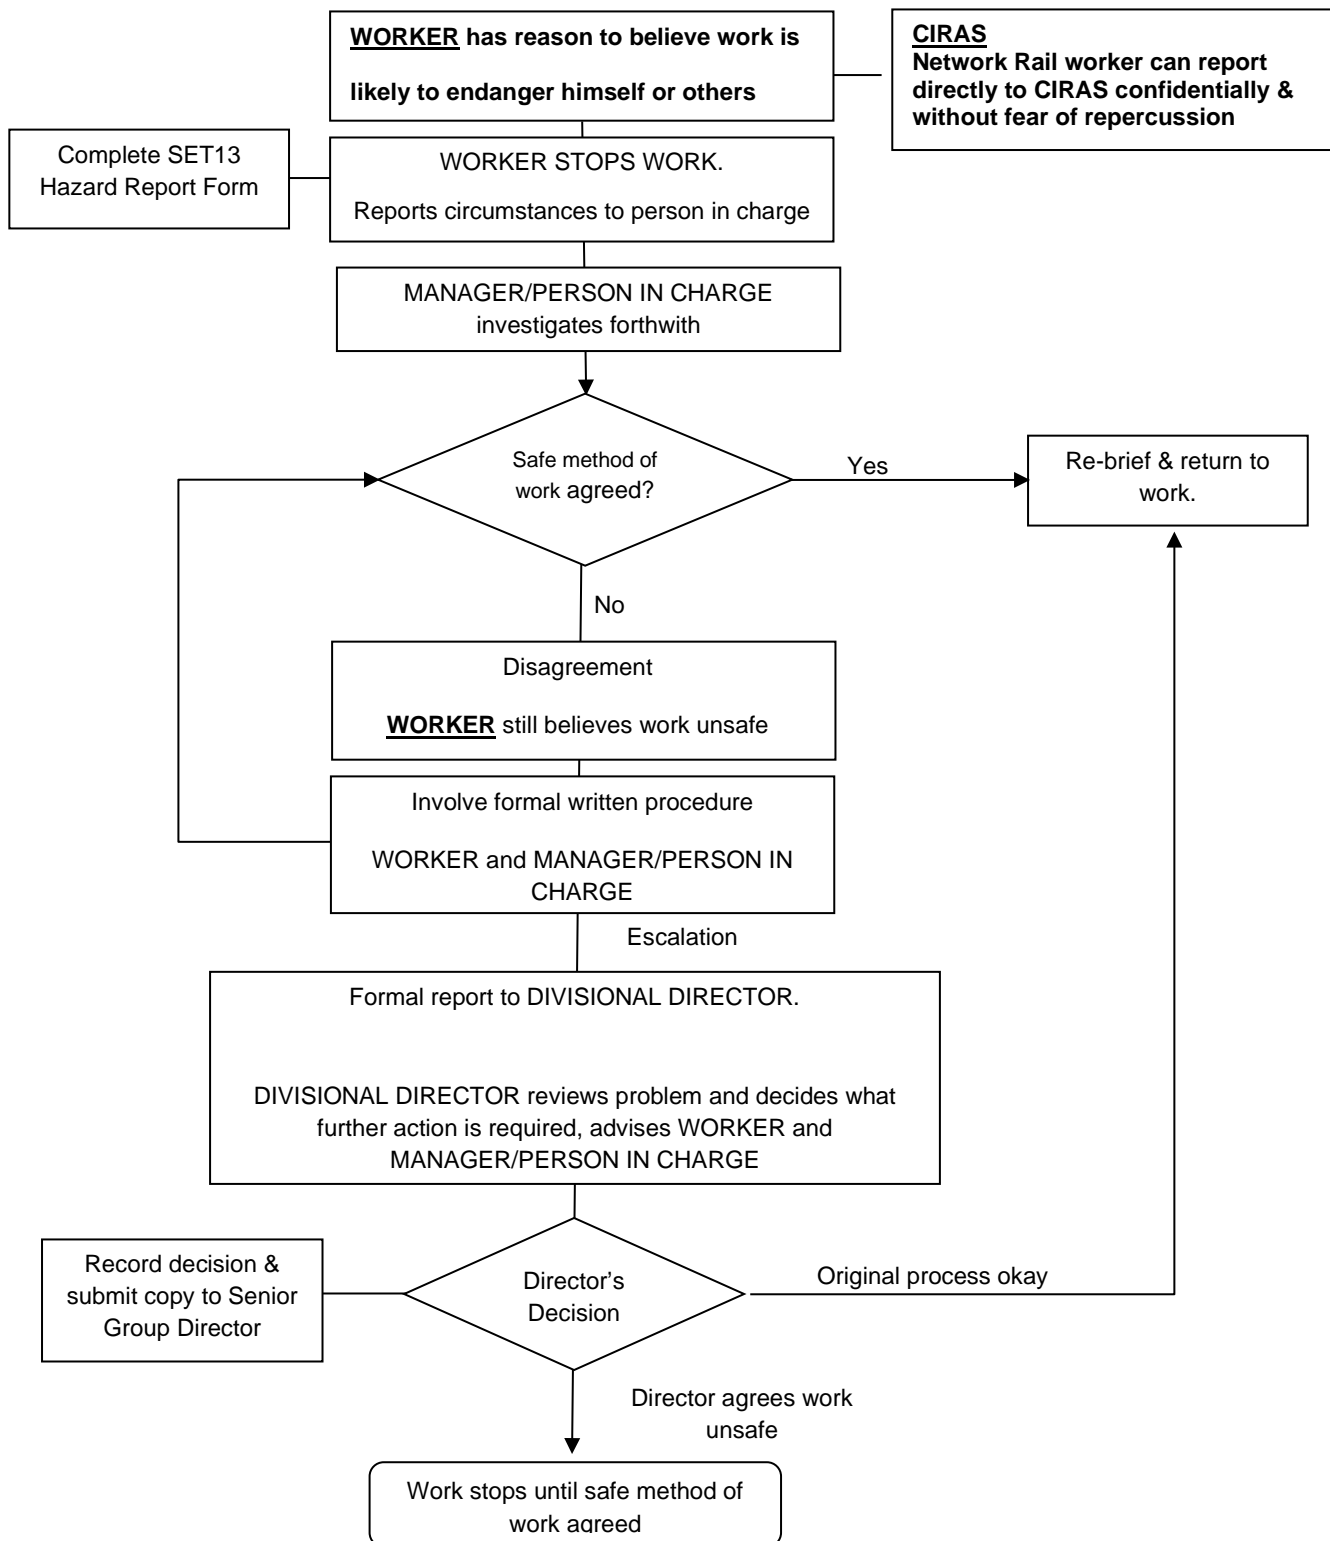 WORKER has reason to believe work is
likely to endanger himself or others
CIRAS
Network Rail worker can report
directly to CIRAS confidentially &
without fear of repercussion
Complete SET13
Hazard Report Form
WORKER STOPS WORK.
Reports circumstances to person in charge
MANAGER/PERSON IN CHARGE
investigates forthwith
Safe method of
work agreed?
Yes
Re-brief & return to
work.
No
Disagreement
WORKER still believes work unsafe
Involve formal written procedure
WORKER and MANAGER/PERSON IN
CHARGE
Escalation
Formal report to DIVISIONAL DIRECTOR.
DIVISIONAL DIRECTOR reviews problem and decides what
further action is required, advises WORKER and
MANAGER/PERSON IN CHARGE
Record decision &
submit copy to Senior
Group Director
Director's
Decision
Original process okay
Director agrees work
unsafe
Work stops until safe method of
work agreed